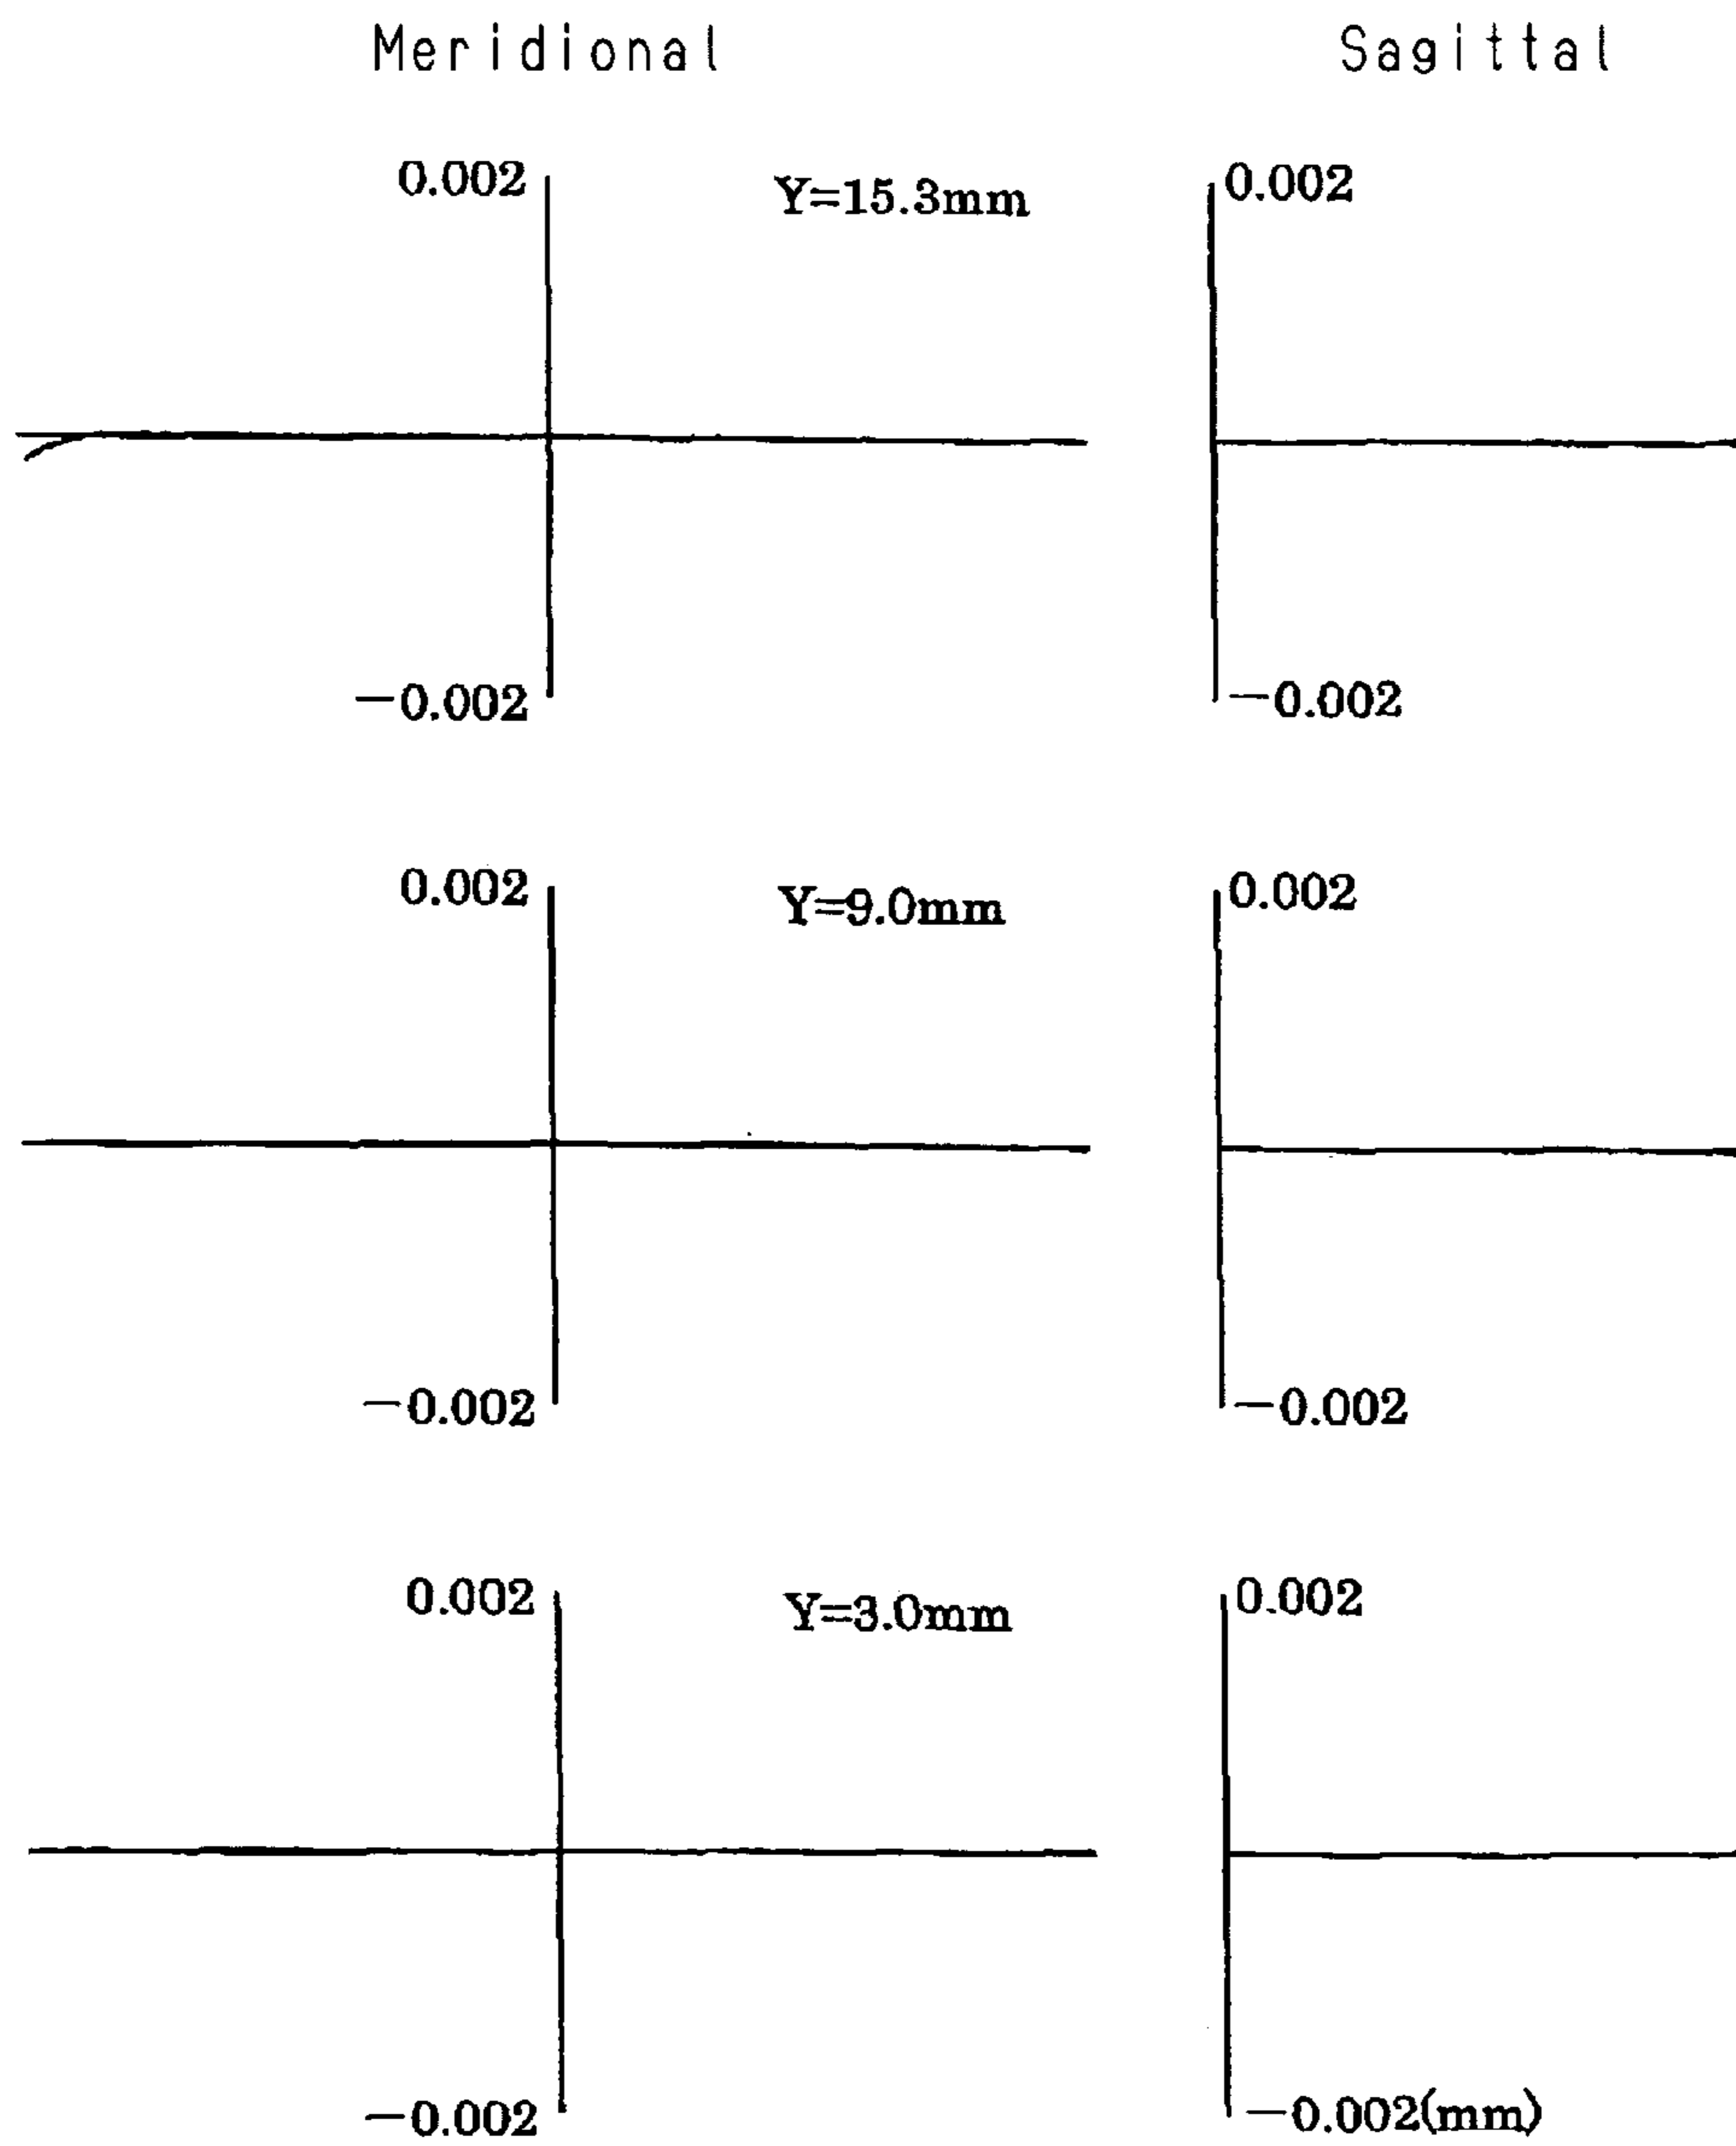 Meridional Sagittal
0.002 Y=15.3mm 0.002
−0.002 −0.002
0.002 Y=9.0mm 0.002
−0.002 −0.002
0.002 Y=3.0mm 0.002
−0.002 −0.002(mm)